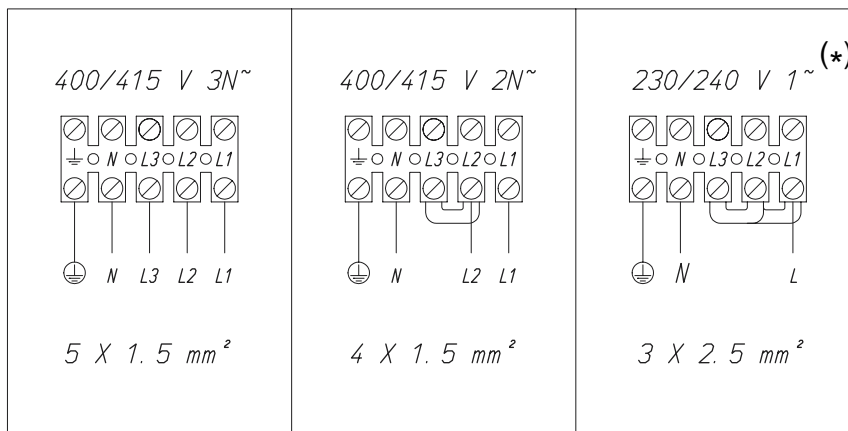 400/415 V 3N~
⏚ N L3 L2 L1
N L3 L2 L1
5 X 1.5 mm²
400/415 V 2N~
⏚ N L3 L2 L1
N L2 L1
4 X 1.5 mm²
230/240 V 1~ (*)
⏚ N L3 L2 L1
N L
3 X 2.5 mm²